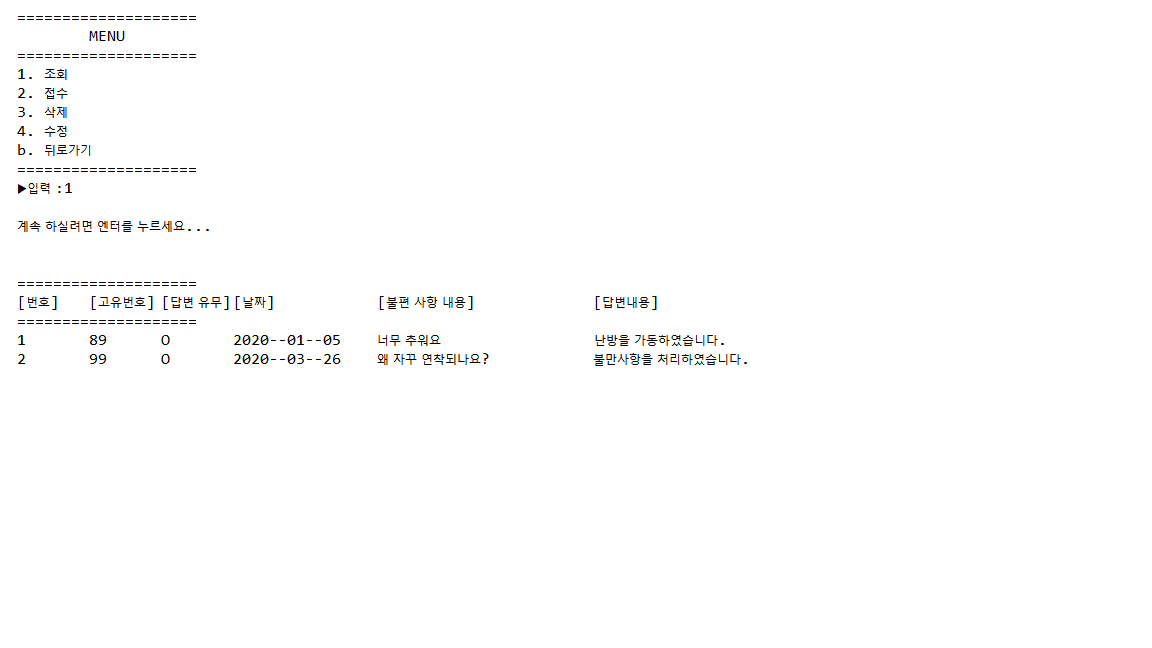 ====================
MENU
====================
1. 조회
2. 접수
3. 삭제
4. 수정
b. 뒤로가기
====================
▶입력 :1
계속 하실려면 엔터를 누르세요...
====================
[번호] [고유번호] [답변 유무] [날짜] [불편 사항 내용] [답변내용]
====================
1 89 O 2020--01--05 너무 추워요 난방을 가동하였습니다.
2 99 O 2020--03--26 왜 자꾸 연착되나요? 불만사항을 처리하였습니다.